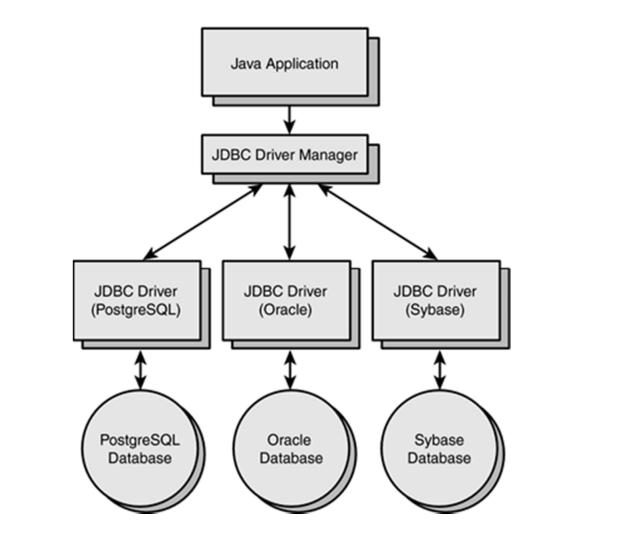 Java Application
JDBC Driver Manager
JDBC Driver
(PostgreSQL)
JDBC Driver
(Oracle)
JDBC Driver
(Sybase)
PostgreSQL
Database
Oracle
Database
Sybase
Database